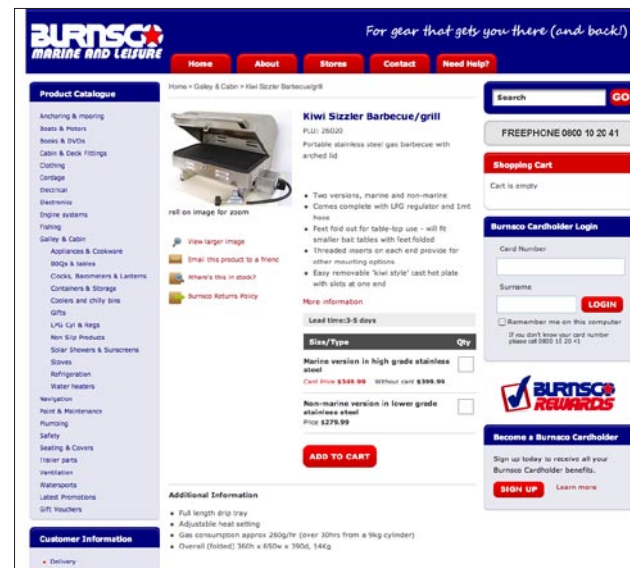 BURNSCO
MARINE AND LEISURE
For gear that gets you there (and back!)
Home
About
Stores
Contact
Need Help?
Product Catalogue
Anchoring & mooring
Boats & Motors
Books & DVDs
Cabin & Deck Fittings
Clothing
Cordage
Electrical
Electronics
Engine systems
Fishing
Galley & Cabin
Appliances & Cookware
BBQs & tables
Clocks, Barometers & Lanterns
Containers & Storage
Coolers and chilly bins
Gifts
LPG Cyl & Regs
Non Slip Products
Solar Showers & Sunscreens
Stoves
Refrigeration
Water heaters
Navigation
Paint & Maintenance
Plumbing
Safety
Seating & Covers
Trailer parts
Ventilation
Watersports
Latest Promotions
Gift Vouchers
Customer Information
Delivery
Home > Galley & Cabin > Kiwi Sizzler Barbecue/grill
roll on image for zoom
View larger image
Email this product to a friend
Where's this in stock?
Burnsco Returns Policy
Kiwi Sizzler Barbecue/grill
PLU: 26020
Portable stainless steel gas barbecue with
arched lid
Two versions, marine and non-marine
Comes complete with LPG regulator and 1mt
hose
Feet fold out for table-top use - will fit
smaller bait tables with feet folded
Threaded inserts on each end provide for
other mounting options
Easy removable 'kiwi style' cast hot plate
with slots at one end
More information
Lead time:3-5 days
Size/Type Qty
Marine version in high grade stainless
steel
Card Price $349.99 Without card $399.99
Non-marine version in lower grade
stainless steel
Price $279.99
ADD TO CART
Additional Information
Full length drip tray
Adjustable heat setting
Gas consumption approx 260g/hr (over 30hrs from a 9kg cylinder)
Overall (folded) 360h x 650w x 390d, 14Kg
Search
GO
FREEPHONE 0800 10 20 41
Shopping Cart
Cart is empty
Burnsco Cardholder Login
Card Number
Surname
LOGIN
Remember me on this computer
If you don't know your card number
please call 0800 10 20 41
BURNSCO
REWARDS
Become a Burnsco Cardholder
Sign up today to receive all your
Burnsco Cardholder benefits.
SIGN UP
Learn more